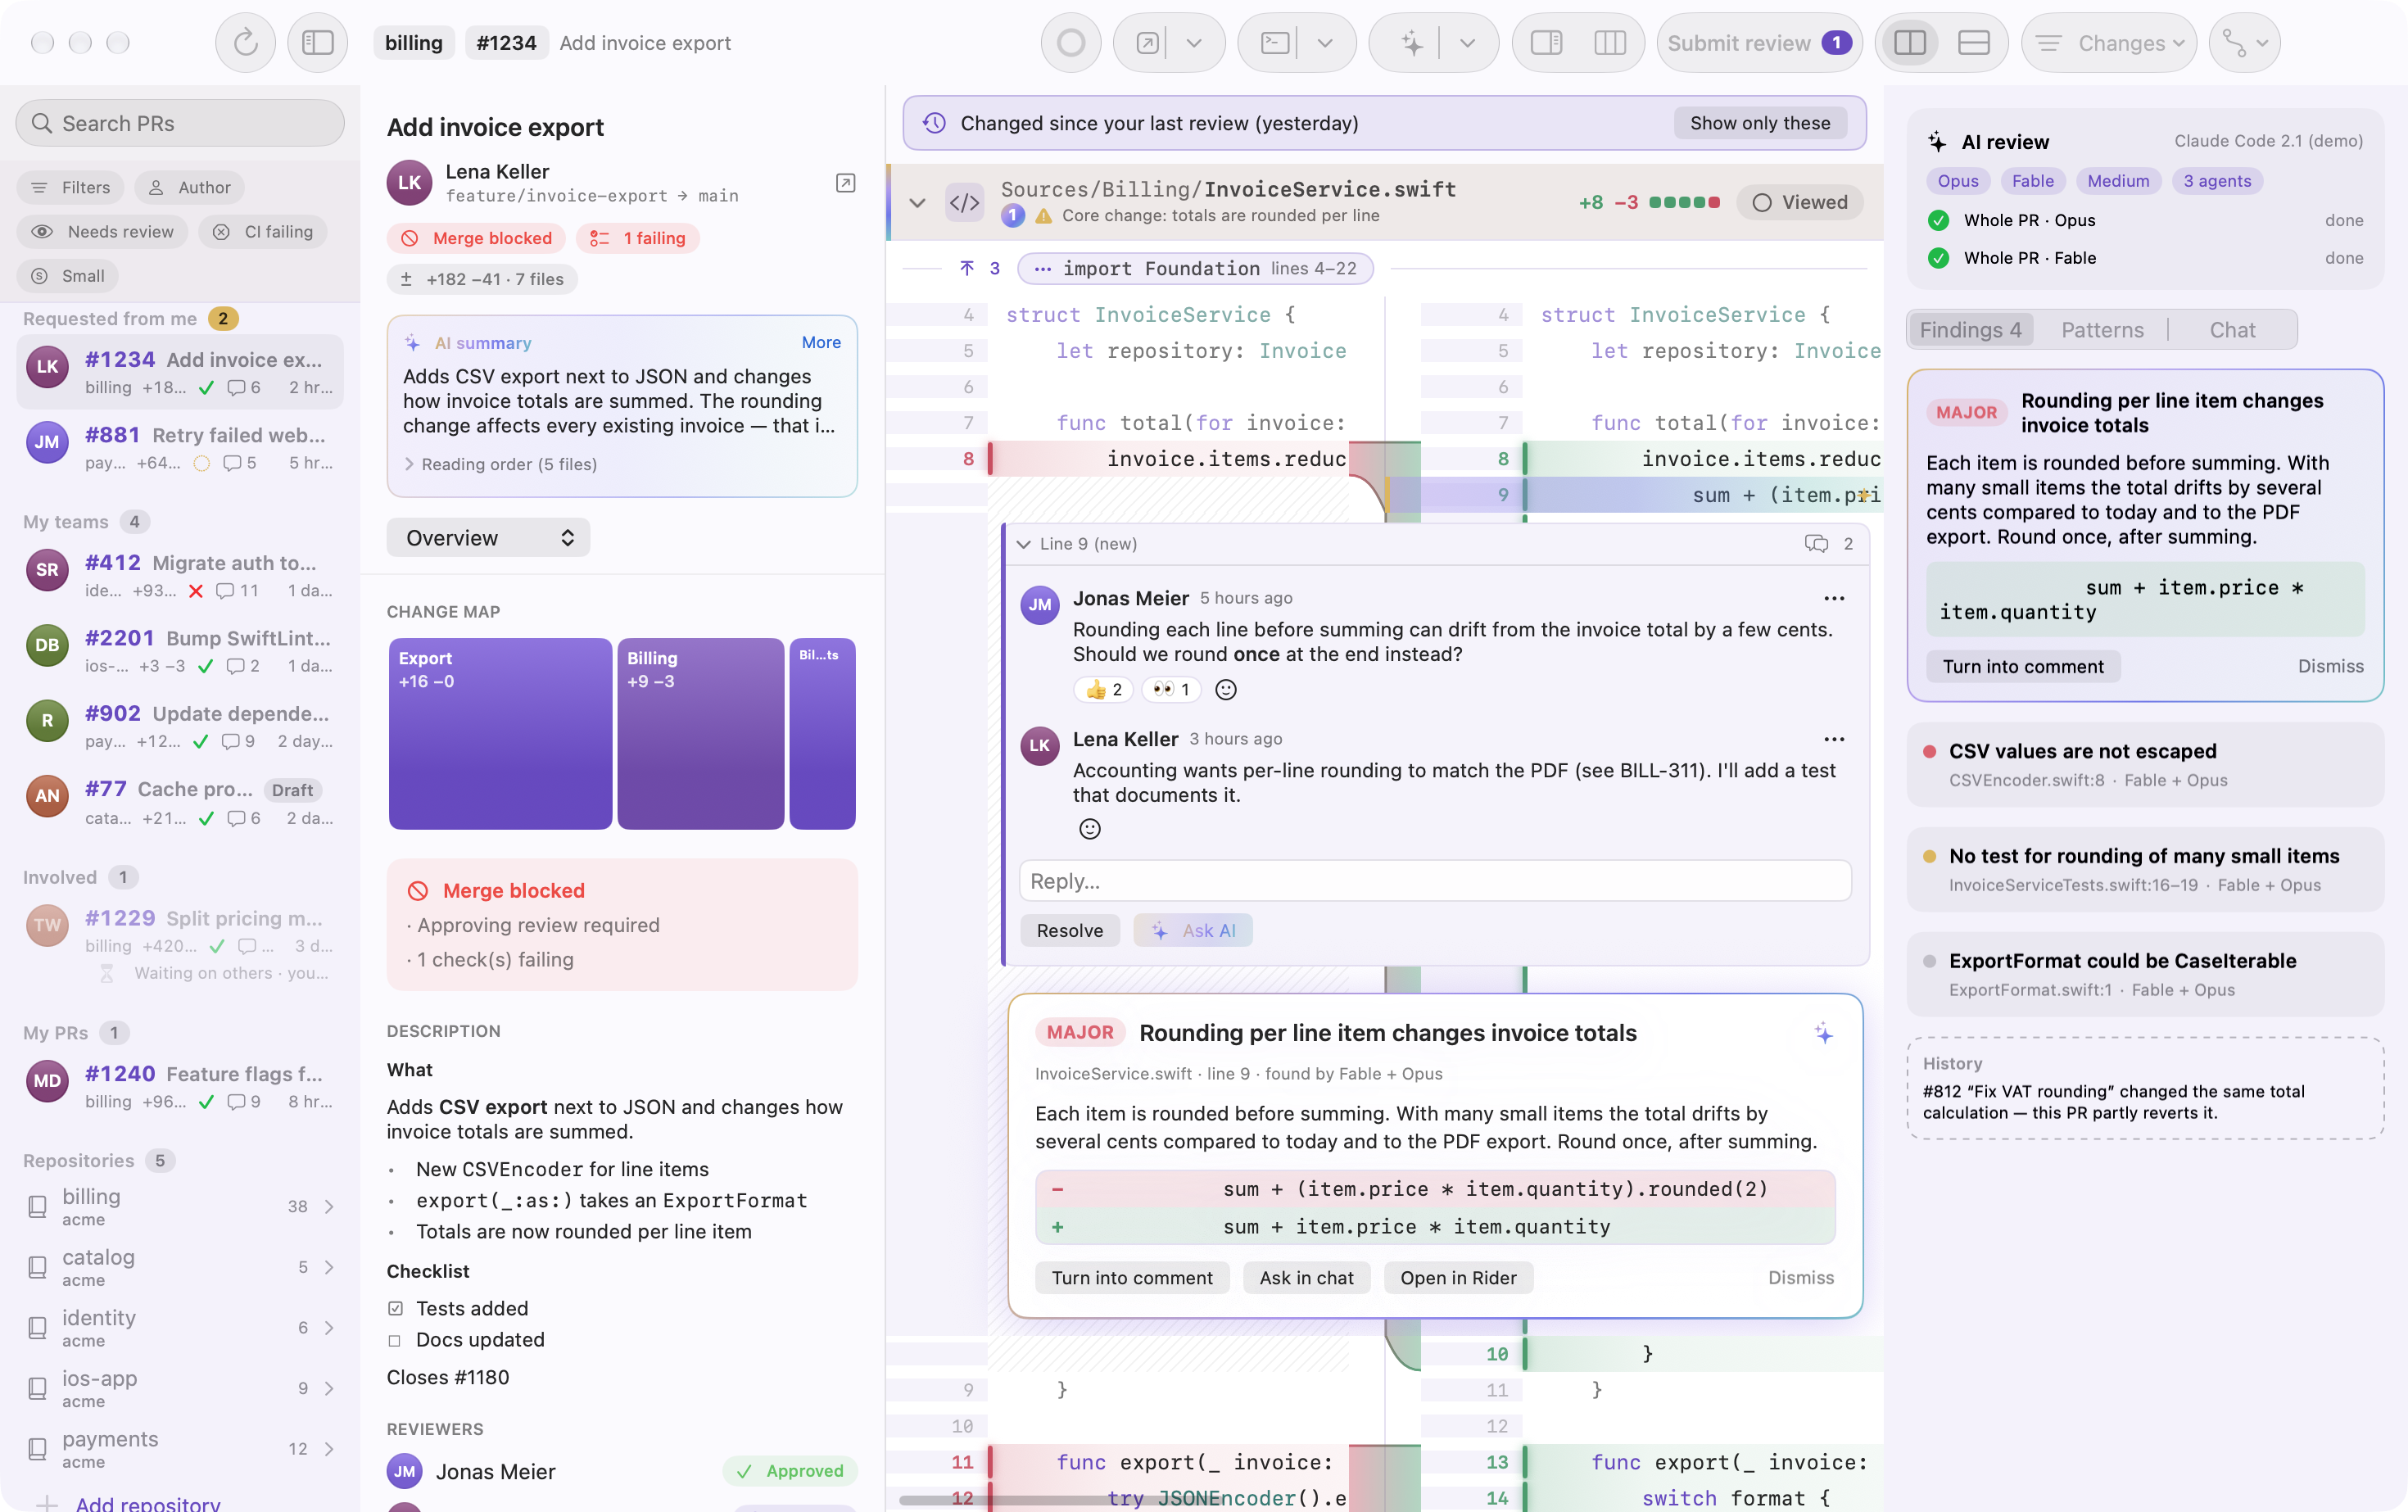 billing #1234 Add invoice export
Submit review 1
Changes
Search PRs
Filters
Author
Needs review
CI failing
Small
Requested from me 2
LK #1234 Add invoice ex...
billing +18... 6 2 hr...
JM #881 Retry failed web...
pay... +64... 5 5 hr...
My teams 4
SR #412 Migrate auth to...
ide... +93... 11 1 da...
DB #2201 Bump SwiftLint...
ios-... +3 −3 2 1 da...
R #902 Update depende...
pay... +12... 9 2 day...
AN #77 Cache pro... Draft
cata... +21... 6 2 da...
Involved 1
TW #1229 Split pricing m...
billing +420... ... 3 d...
Waiting on others · you...
My PRs 1
MD #1240 Feature flags f...
billing +96... 9 8 hr...
Repositories 5
billing 38
acme
catalog 5
acme
identity 6
acme
ios-app 9
acme
payments 12
acme
Add repository
Add invoice export
LK Lena Keller
feature/invoice-export → main
Merge blocked
1 failing
+182 −41 · 7 files
AI summary More
Adds CSV export next to JSON and changes
how invoice totals are summed. The rounding
change affects every existing invoice — that i...
Reading order (5 files)
Overview
CHANGE MAP
Export
+16 −0
Billing
+9 −3
Bil...ts
Merge blocked
· Approving review required
· 1 check(s) failing
DESCRIPTION
What
Adds CSV export next to JSON and changes how
invoice totals are summed.
• New CSVEncoder for line items
• export(_:as:) takes an ExportFormat
• Totals are now rounded per line item
Checklist
Tests added
Docs updated
Closes #1180
REVIEWERS
JM Jonas Meier Approved
Changed since your last review (yesterday) Show only these
Sources/Billing/InvoiceService.swift
1 Core change: totals are rounded per line
+8 −3 Viewed
3 ··· import Foundation lines 4–22
4 struct InvoiceService { 4 struct InvoiceService {
5 let repository: Invoice 5 let repository: Invoice
6 6
7 func total(for invoice: 7 func total(for invoice:
8 invoice.items.reduc 8 invoice.items.reduc
9 sum + (item.pri
Line 9 (new) 2
JM Jonas Meier 5 hours ago
Rounding each line before summing can drift from the invoice total by a few cents.
Should we round once at the end instead?
👍 2 👀 1
LK Lena Keller 3 hours ago
Accounting wants per-line rounding to match the PDF (see BILL-311). I'll add a test
that documents it.
Reply...
Resolve Ask AI
MAJOR Rounding per line item changes invoice totals
InvoiceService.swift · line 9 · found by Fable + Opus
Each item is rounded before summing. With many small items the total drifts by
several cents compared to today and to the PDF export. Round once, after summing.
− sum + (item.price * item.quantity).rounded(2)
+ sum + item.price * item.quantity
Turn into comment Ask in chat Open in Rider Dismiss
10 }
9 } 11 }
10 12
11 func export(_ invoice: 13 func export(_ invoice:
12 try JSONEncoder().e 14 switch format {
AI review Claude Code 2.1 (demo)
Opus Fable Medium 3 agents
Whole PR · Opus done
Whole PR · Fable done
Findings 4 Patterns Chat
MAJOR Rounding per line item changes
invoice totals
Each item is rounded before summing. With
many small items the total drifts by several
cents compared to today and to the PDF
export. Round once, after summing.
sum + item.price *
item.quantity
Turn into comment Dismiss
CSV values are not escaped
CSVEncoder.swift:8 · Fable + Opus
No test for rounding of many small items
InvoiceServiceTests.swift:16–19 · Fable + Opus
ExportFormat could be CaseIterable
ExportFormat.swift:1 · Fable + Opus
History
#812 “Fix VAT rounding” changed the same total
calculation — this PR partly reverts it.